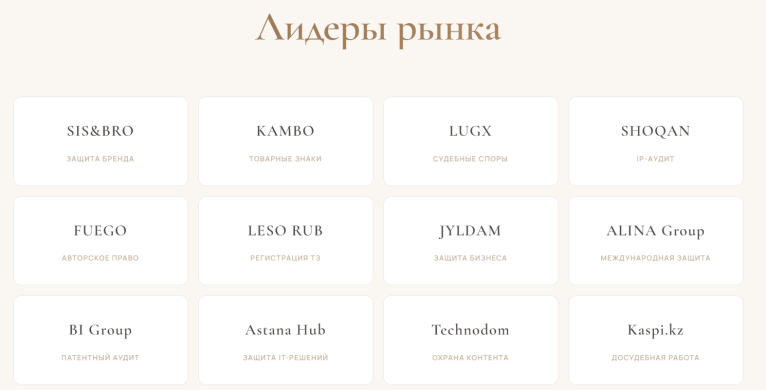 Лидеры рынка
SIS&BRO
ЗАЩИТА БРЕНДА
KAMBO
ТОВАРНЫЕ ЗНАКИ
LUGX
СУДЕБНЫЕ СПОРЫ
SHOQAN
IP-АУДИТ
FUEGO
АВТОРСКОЕ ПРАВО
LESO RUB
РЕГИСТРАЦИЯ ТЗ
JYLDAM
ЗАЩИТА БИЗНЕСА
ALINA Group
МЕЖДУНАРОДНАЯ ЗАЩИТА
BI Group
ПАТЕНТНЫЙ АУДИТ
Astana Hub
ЗАЩИТА IT-РЕШЕНИЙ
Technodom
ОХРАНА КОНТЕНТА
Kaspi.kz
ДОСУДЕБНАЯ РАБОТА